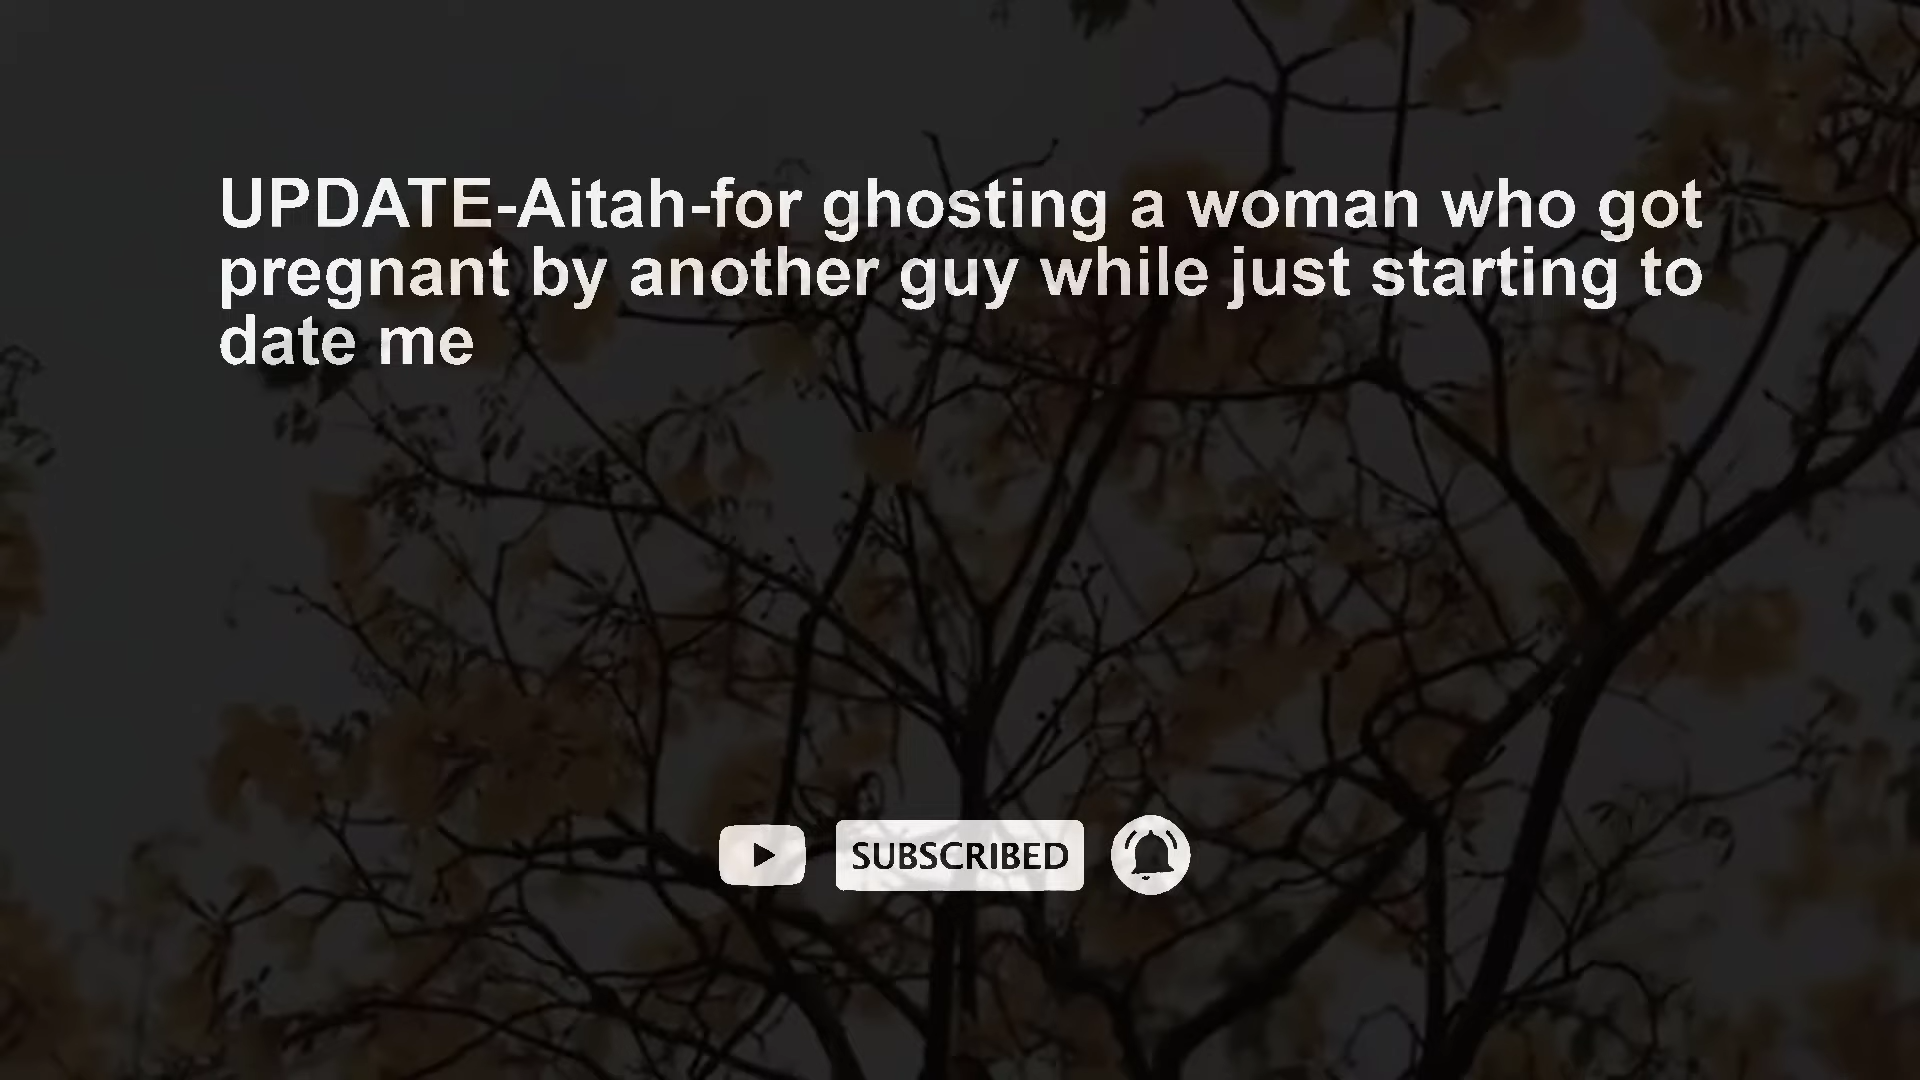 UPDATE-Aitah-for ghosting a woman who got
pregnant by another guy while just starting to
date me
SUBSCRIBED